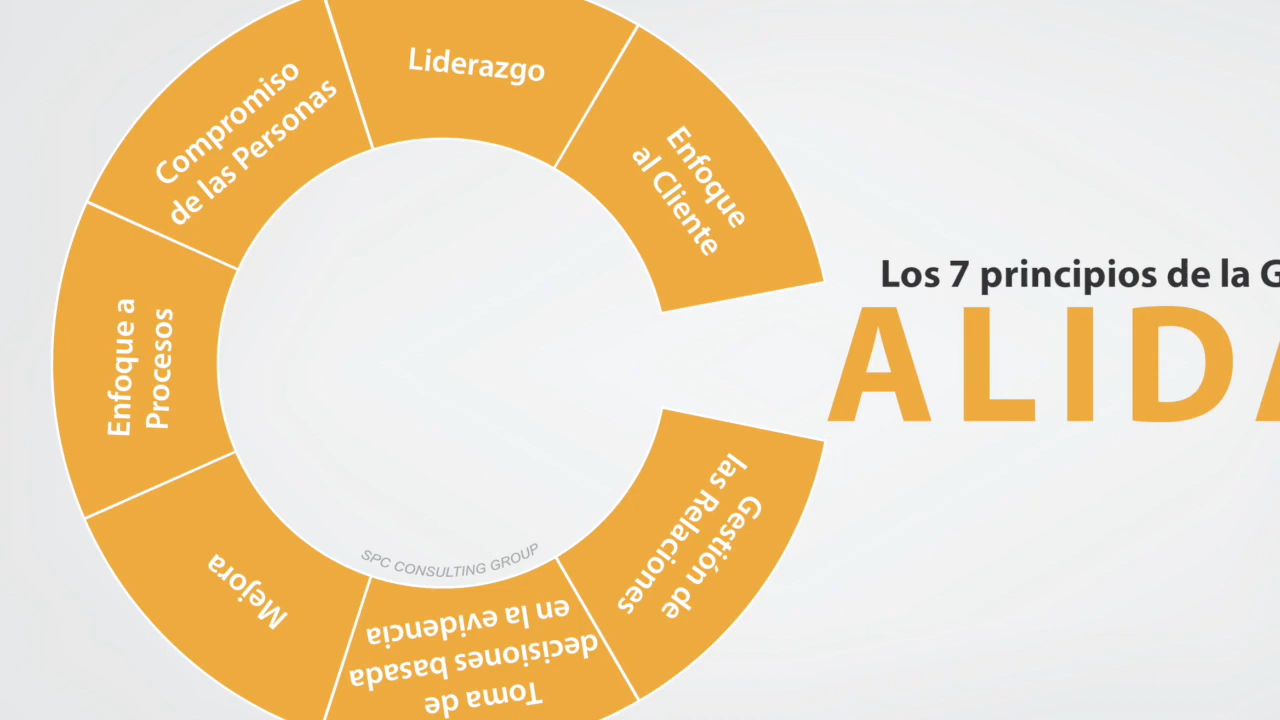 Liderazgo
Enfoque
al Cliente
Compromiso
de las Personas
Enfoque a
Procesos
Mejora
Toma de
decisiones basada
en la evidencia
Gestión de
las Relaciones
SPC CONSULTING GROUP
Los 7 principios de la G
ALIDA